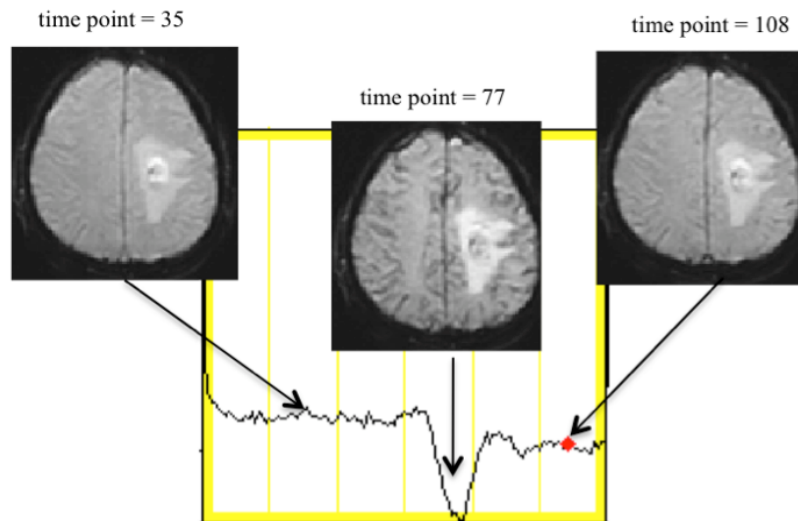 time point = 35
time point = 77
time point = 108